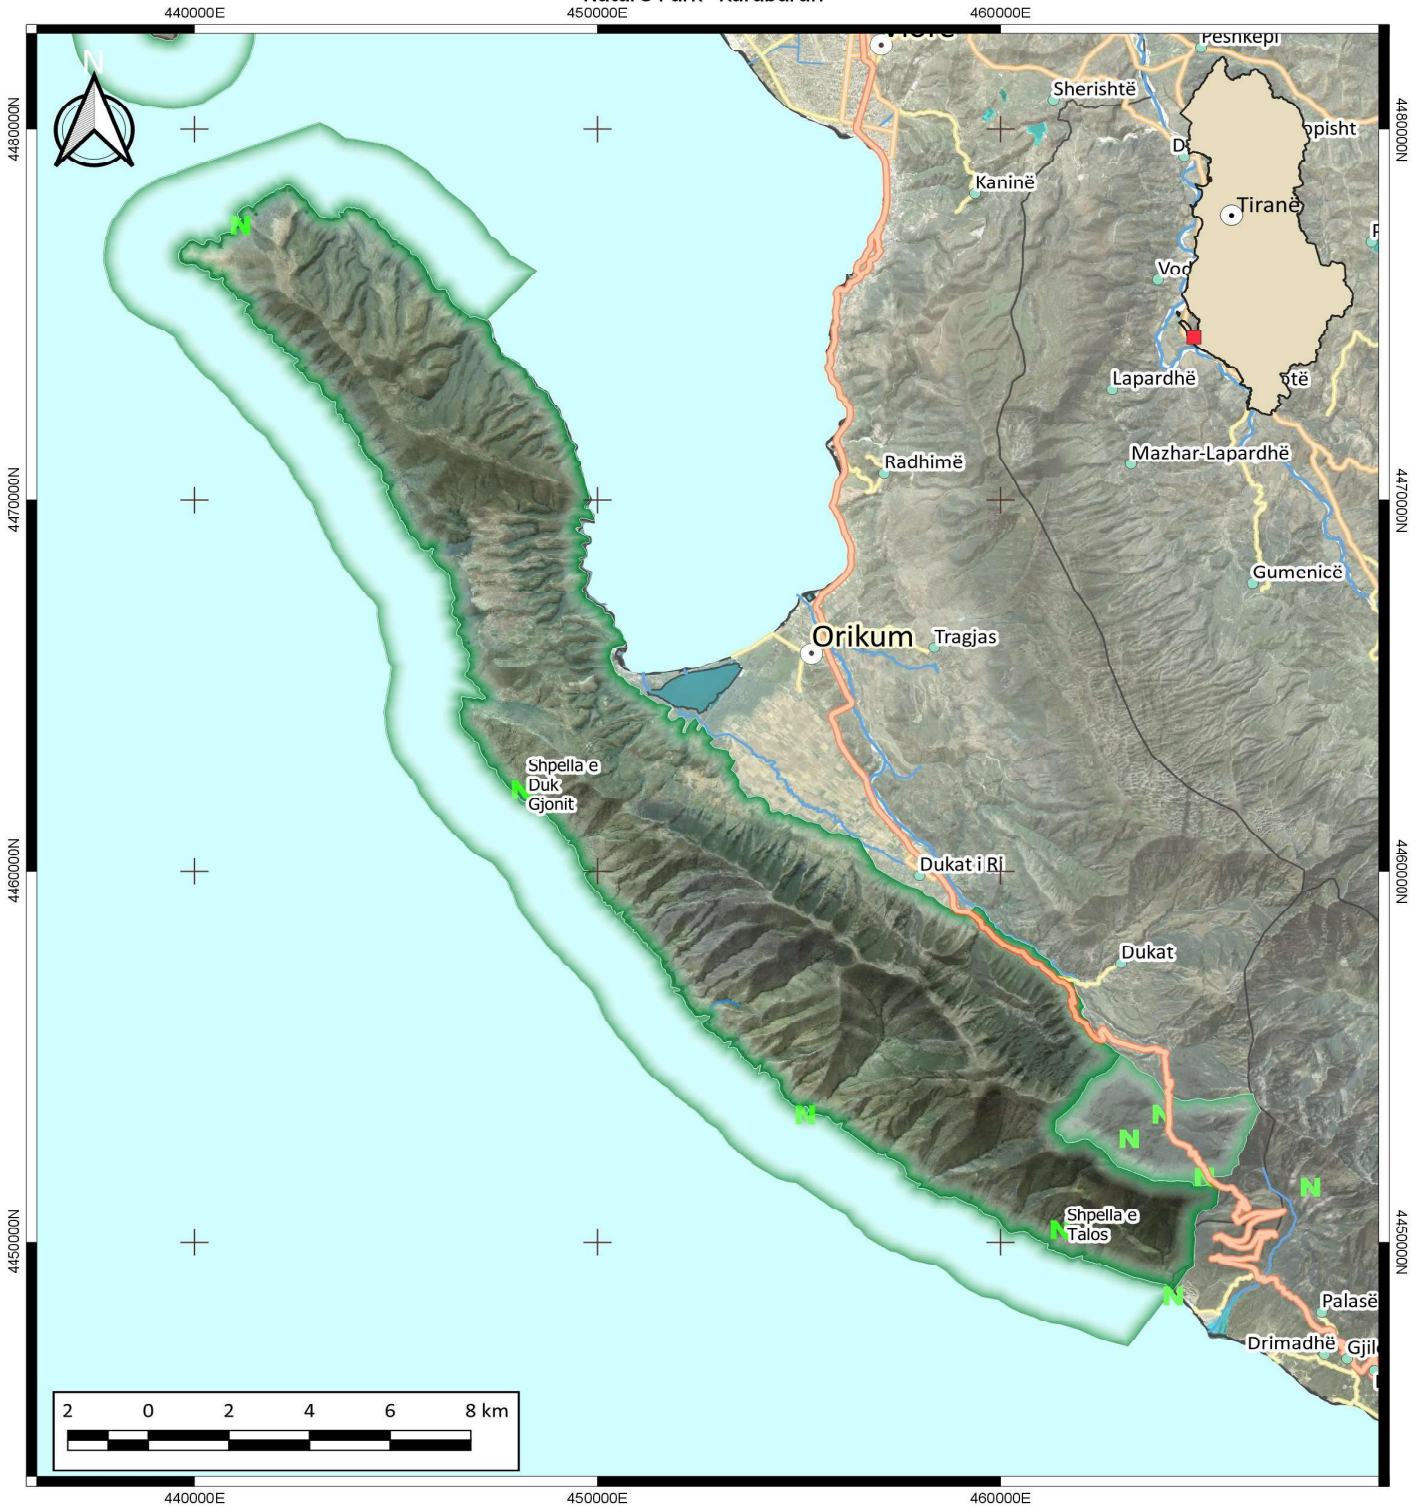 440000E
450000E
460000E
N
Peshkepi
Sherishtë
4480000N
4480000N
Kaninë
Tiranë
Lapardhë
Mazhar-Lapardhë
Radhimë
4470000N
4470000N
Gumenicë
Orikum
Tragjas
N
Shpella e
Duk
Gjonit
N
4460000N
4460000N
Dukat i Ri
Dukat
N
N
N
N
N
Shpella e
Talos
N
4450000N
4450000N
N
Palasë
Drimadhë
2 0 2 4 6 8 km
440000E
450000E
460000E